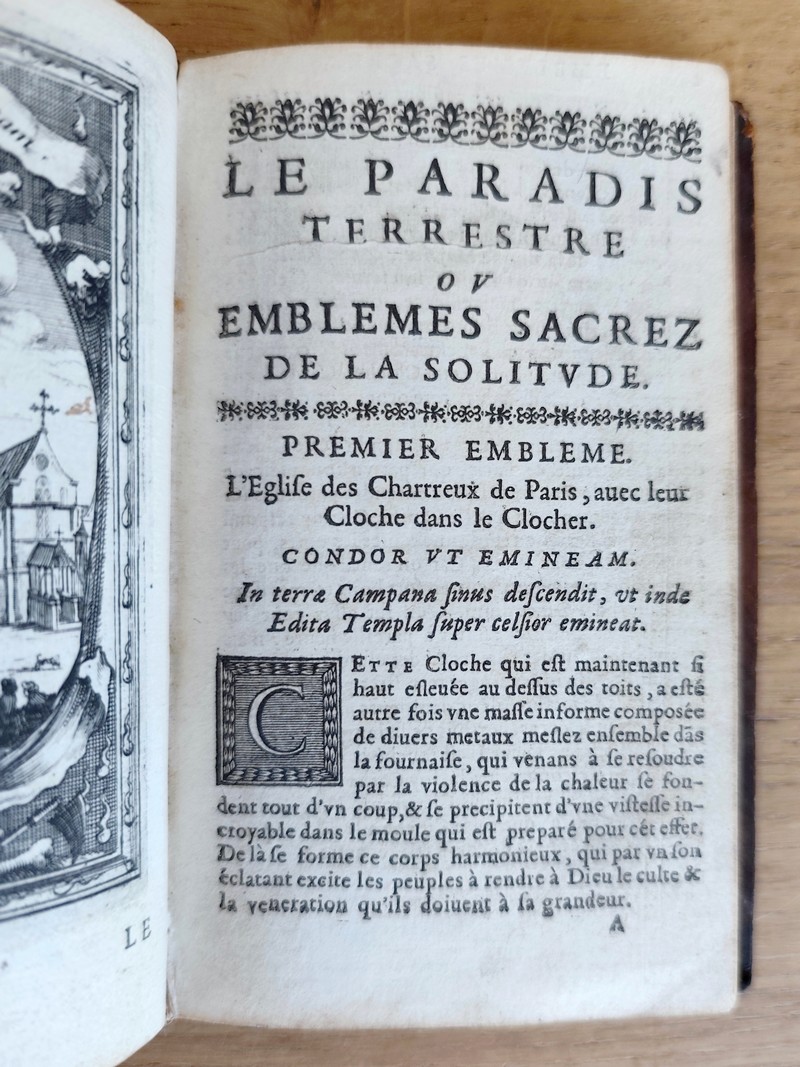 am.
LE
LE PARADIS
TERRESTRE
OV
EMBLEMES SACREZ
DE LA SOLITVDE.
PREMIER EMBLEME.
L'Egliſe des Chartreux de Paris, auec leur
Cloche dans le Clocher.
CONDOR VT EMINEAM.
In terræ Campana ſinus deſcendit, vt inde
Edita Templa ſuper celſior emineat.
CETTE Cloche qui eſt maintenant ſi
haut eſleuée au deſſus des toits, a eſté
autre fois vne maſſe informe composée
de diuers metaux meſlez enſemble dãs
la fournaiſe, qui venans à ſe reſoudre
par la violence de la chaleur ſe fon-
dent tout d'vn coup, & ſe precipitent d'vne viſteſſe in-
croyable dans le moule qui eſt preparé pour cét effet.
De là ſe forme ce corps harmonieux, qui par vn ſon
éclatant excite les peuples à rendre à Dieu le culte &
la veneration qu'ils doiuent à ſa grandeur.
A